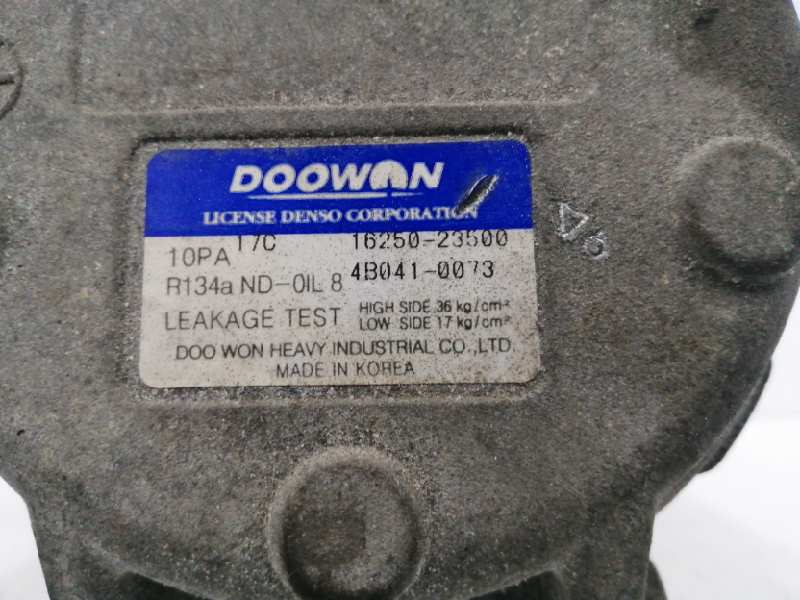 DOOWON
LICENSE DENSO CORPORATION
10PA 17C 16250-23500
R134a ND-OIL 8 4B041-0073
LEAKAGE TEST HIGH SIDE 36 kg/cm²
LOW SIDE 17 kg/cm²
DOO WON HEAVY INDUSTRIAL CO.,LTD.
MADE IN KOREA